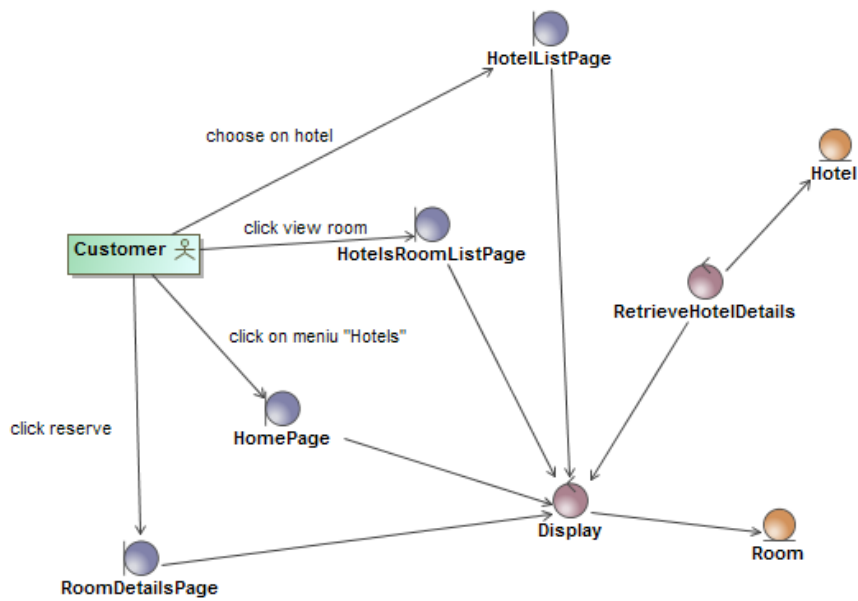 HotelListPage
choose on hotel
Hotel
click view room
Customer
HotelsRoomListPage
RetrieveHotelDetails
click on meniu "Hotels"
click reserve
HomePage
Display
Room
RoomDetailsPage